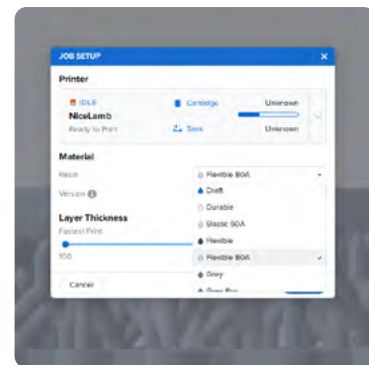 JOB SETUP
Printer
IDLE
Cartridge Unknown
NiceLamb
Ready to Print
Tank Unknown
Material
Resin Flexible 80A
Version
Draft
Durable
Elastic 50A
Flexible
Flexible 80A
Grey
Layer Thickness
Fastest Print
100
Cancel